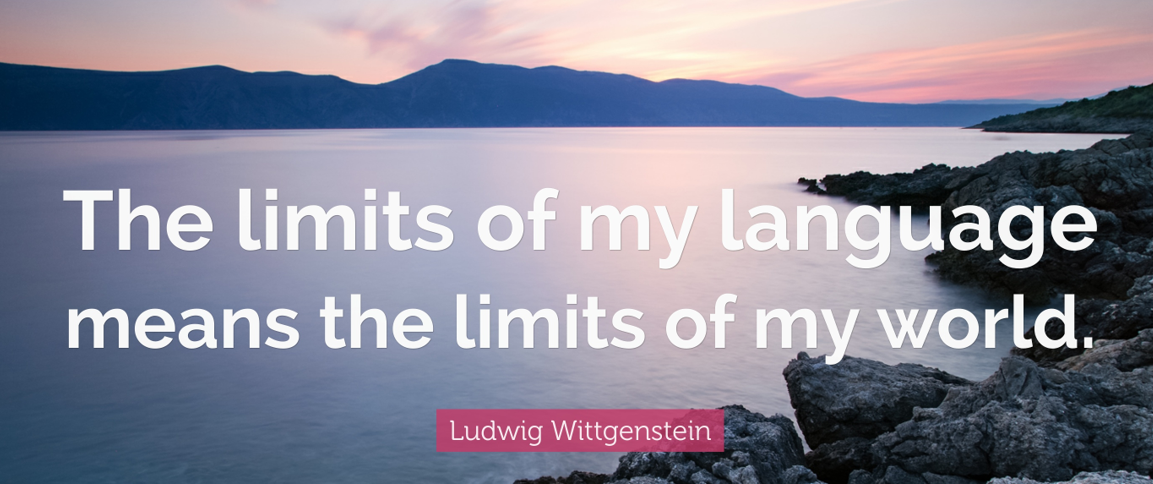 The limits of my language
means the limits of my world.
Ludwig Wittgenstein